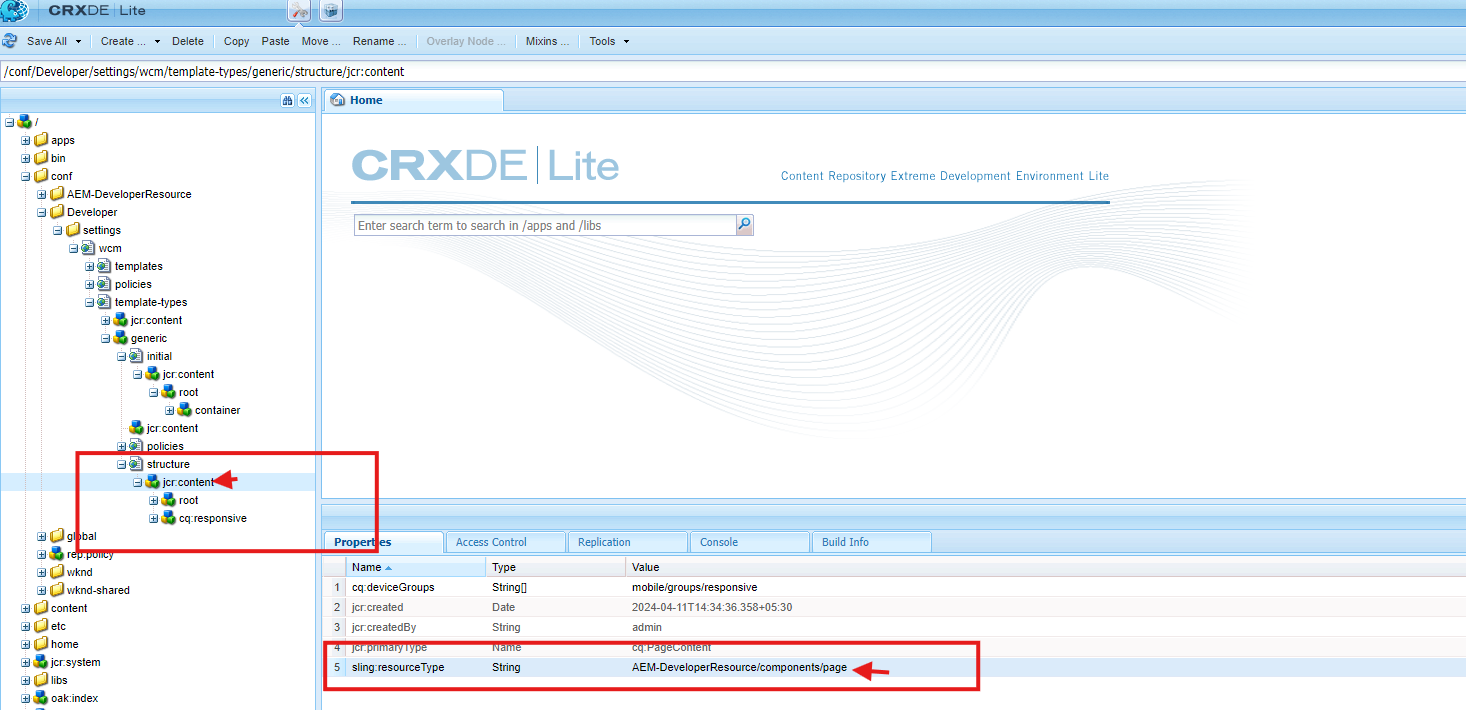 CRXDE | Lite
Save All Create ... Delete Copy Paste Move ... Rename ... Overlay Node ... Mixins ... Tools
/conf/Developer/settings/wcm/template-types/generic/structure/jcr:content
Home
/
apps
bin
conf
AEM-DeveloperResource
Developer
settings
wcm
templates
policies
template-types
jcr:content
generic
initial
jcr:content
root
container
jcr:content
policies
structure
jcr:content
root
cq:responsive
global
rep:policy
wknd
wknd-shared
content
etc
home
jcr:system
libs
oak:index
CRXDE | Lite
Content Repository Extreme Development Environment Lite
Enter search term to search in /apps and /libs
Properties Access Control Replication Console Build Info
Name Type Value
1 cq:deviceGroups String[] mobile/groups/responsive
2 jcr:created Date 2024-04-11T14:34:36.358+05:30
3 jcr:createdBy String admin
4 jcr:primaryType Name cq:PageContent
5 sling:resourceType String AEM-DeveloperResource/components/page